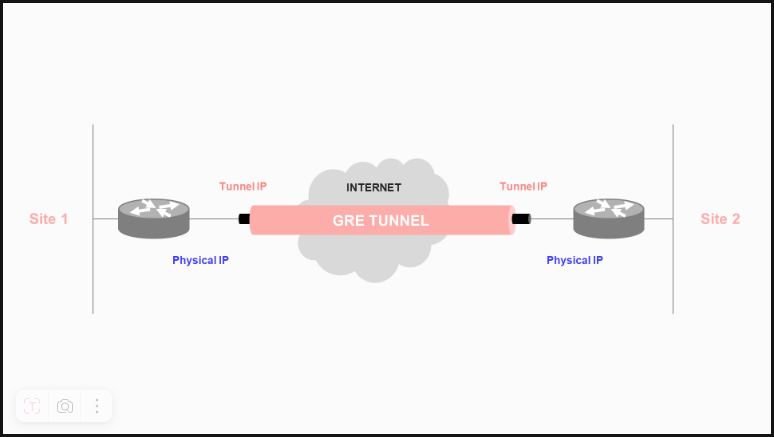 Tunnel IP
INTERNET
Tunnel IP
Site 1
GRE TUNNEL
Site 2
Physical IP
Physical IP